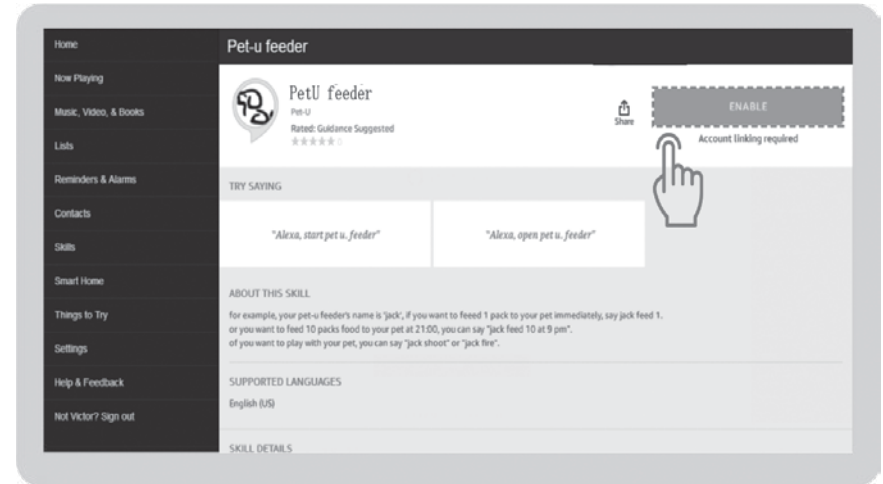 Home
Now Playing
Music, Video, & Books
Lists
Reminders & Alarms
Contacts
Skills
Smart Home
Things to Try
Settings
Help & Feedback
Not Victor? Sign out
Pet-u feeder
PetU feeder
Pet-U
Rated: Guidance Suggested
0
Share
ENABLE
Account linking required
TRY SAYING
"Alexa, start pet u. feeder"
"Alexa, open pet u. feeder"
ABOUT THIS SKILL
for example, your pet-u feeder's name is 'jack', if you want to feeed 1 pack to your pet immediately, say jack feed 1.
or you want to feed 10 packs food to your pet at 21:00, you can say "jack feed 10 at 9 pm".
of you want to play with your pet, you can say "jack shoot" or "jack fire".
SUPPORTED LANGUAGES
English (US)
SKILL DETAILS